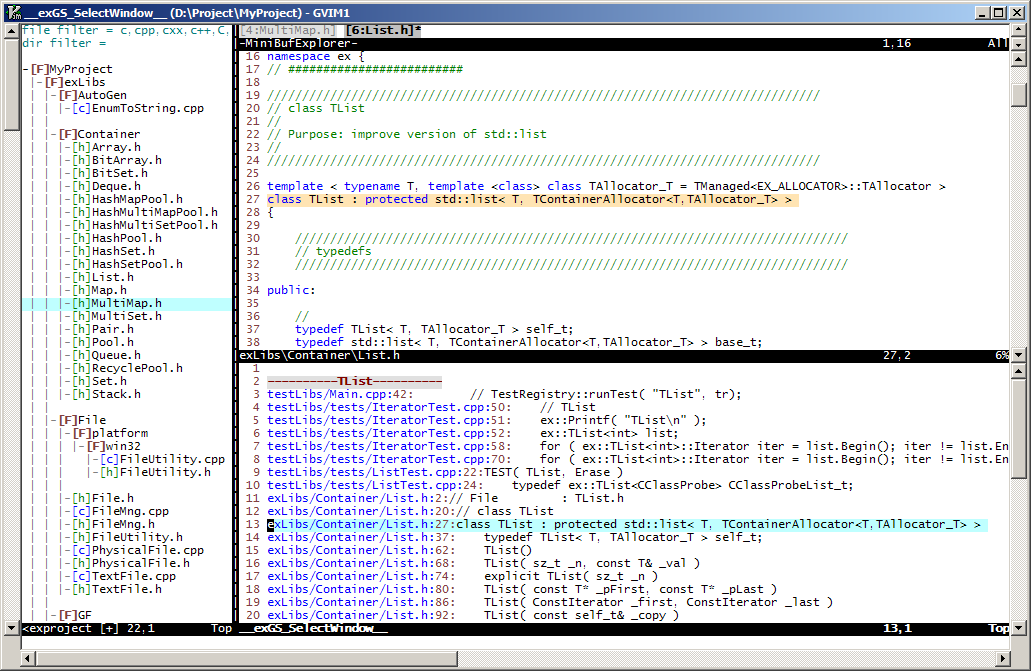 __exGS_SelectWindow__ (D:\Project\MyProject) - GVIM1
file filter = c,cpp,cxx,c++,C,
dir filter =
-[F]MyProject
|-[F]exLibs
| |-[F]AutoGen
| | |-[c]EnumToString.cpp
| | |
| |-[F]Container
| | |-[h]Array.h
| | |-[h]BitArray.h
| | |-[h]BitSet.h
| | |-[h]Deque.h
| | |-[h]HashMapPool.h
| | |-[h]HashMultiMapPool.h
| | |-[h]HashMultiSetPool.h
| | |-[h]HashPool.h
| | |-[h]HashSet.h
| | |-[h]HashSetPool.h
| | |-[h]List.h
| | |-[h]Map.h
| | |-[h]MultiMap.h
| | |-[h]MultiSet.h
| | |-[h]Pair.h
| | |-[h]Pool.h
| | |-[h]Queue.h
| | |-[h]RecyclePool.h
| | |-[h]Set.h
| | |-[h]Stack.h
| | |
| |-[F]File
| | |-[F]platform
| | | |-[F]win32
| | | | |-[c]FileUtility.cpp
| | | | |-[h]FileUtility.h
| | | |
| | |-[h]File.h
| | |-[c]FileMng.cpp
| | |-[h]FileMng.h
| | |-[h]FileUtility.h
| | |-[c]PhysicalFile.cpp
| | |-[h]PhysicalFile.h
| | |-[c]TextFile.cpp
| | |-[h]TextFile.h
| | |
| |-[F]GF
<exproject [+] 22,1 Top
[4:MultiMap.h] [6:List.h]*
-MiniBufExplorer- 1,16 All
16 namespace ex {
17 // #########################
18
19 ///////////////////////////////////////////////////////////////////////////////
20 // class TList
21 //
22 // Purpose: improve version of std::list
23 //
24 ///////////////////////////////////////////////////////////////////////////////
25
26 template < typename T, template <class> class TAllocator_T = TManaged<EX_ALLOCATOR>::TAllocator >
27 class TList : protected std::list< T, TContainerAllocator<T,TAllocator_T> >
28 {
29
30     ///////////////////////////////////////////////////////////////////////////////
31     // typedefs
32     ///////////////////////////////////////////////////////////////////////////////
33
34 public:
35
36     //
37     typedef TList< T, TAllocator_T > self_t;
38     typedef std::list< T, TContainerAllocator<T,TAllocator_T> > base_t;
exLibs\Container\List.h 27,2 6%
1
2 ----------TList----------
3 testLibs/Main.cpp:42:        // TestRegistry::runTest( "TList", tr);
4 testLibs/tests/IteratorTest.cpp:50:    // TList
5 testLibs/tests/IteratorTest.cpp:51:    ex::Printf( "TList\n" );
6 testLibs/tests/IteratorTest.cpp:52:    ex::TList<int> list;
7 testLibs/tests/IteratorTest.cpp:58:    for ( ex::TList<int>::Iterator iter = list.Begin(); iter != list.En
8 testLibs/tests/IteratorTest.cpp:70:    for ( ex::TList<int>::Iterator iter = list.Begin(); iter != list.En
9 testLibs/tests/ListTest.cpp:22:TEST( TList, Erase )
10 testLibs/tests/ListTest.cpp:24:    typedef ex::TList<CClassProbe> CClassProbeList_t;
11 exLibs/Container/List.h:2:// File         : TList.h
12 exLibs/Container/List.h:20:// class TList
13 exLibs/Container/List.h:27:class TList : protected std::list< T, TContainerAllocator<T,TAllocator_T> >
14 exLibs/Container/List.h:37:    typedef TList< T, TAllocator_T > self_t;
15 exLibs/Container/List.h:62:    TList()
16 exLibs/Container/List.h:68:    TList( sz_t _n, const T& _val )
17 exLibs/Container/List.h:74:    explicit TList( sz_t _n )
18 exLibs/Container/List.h:80:    TList( const T* _pFirst, const T* _pLast )
19 exLibs/Container/List.h:86:    TList( ConstIterator _first, ConstIterator _last )
20 exLibs/Container/List.h:92:    TList( const self_t& _copy )
__exGS_SelectWindow__ 13,1 Top